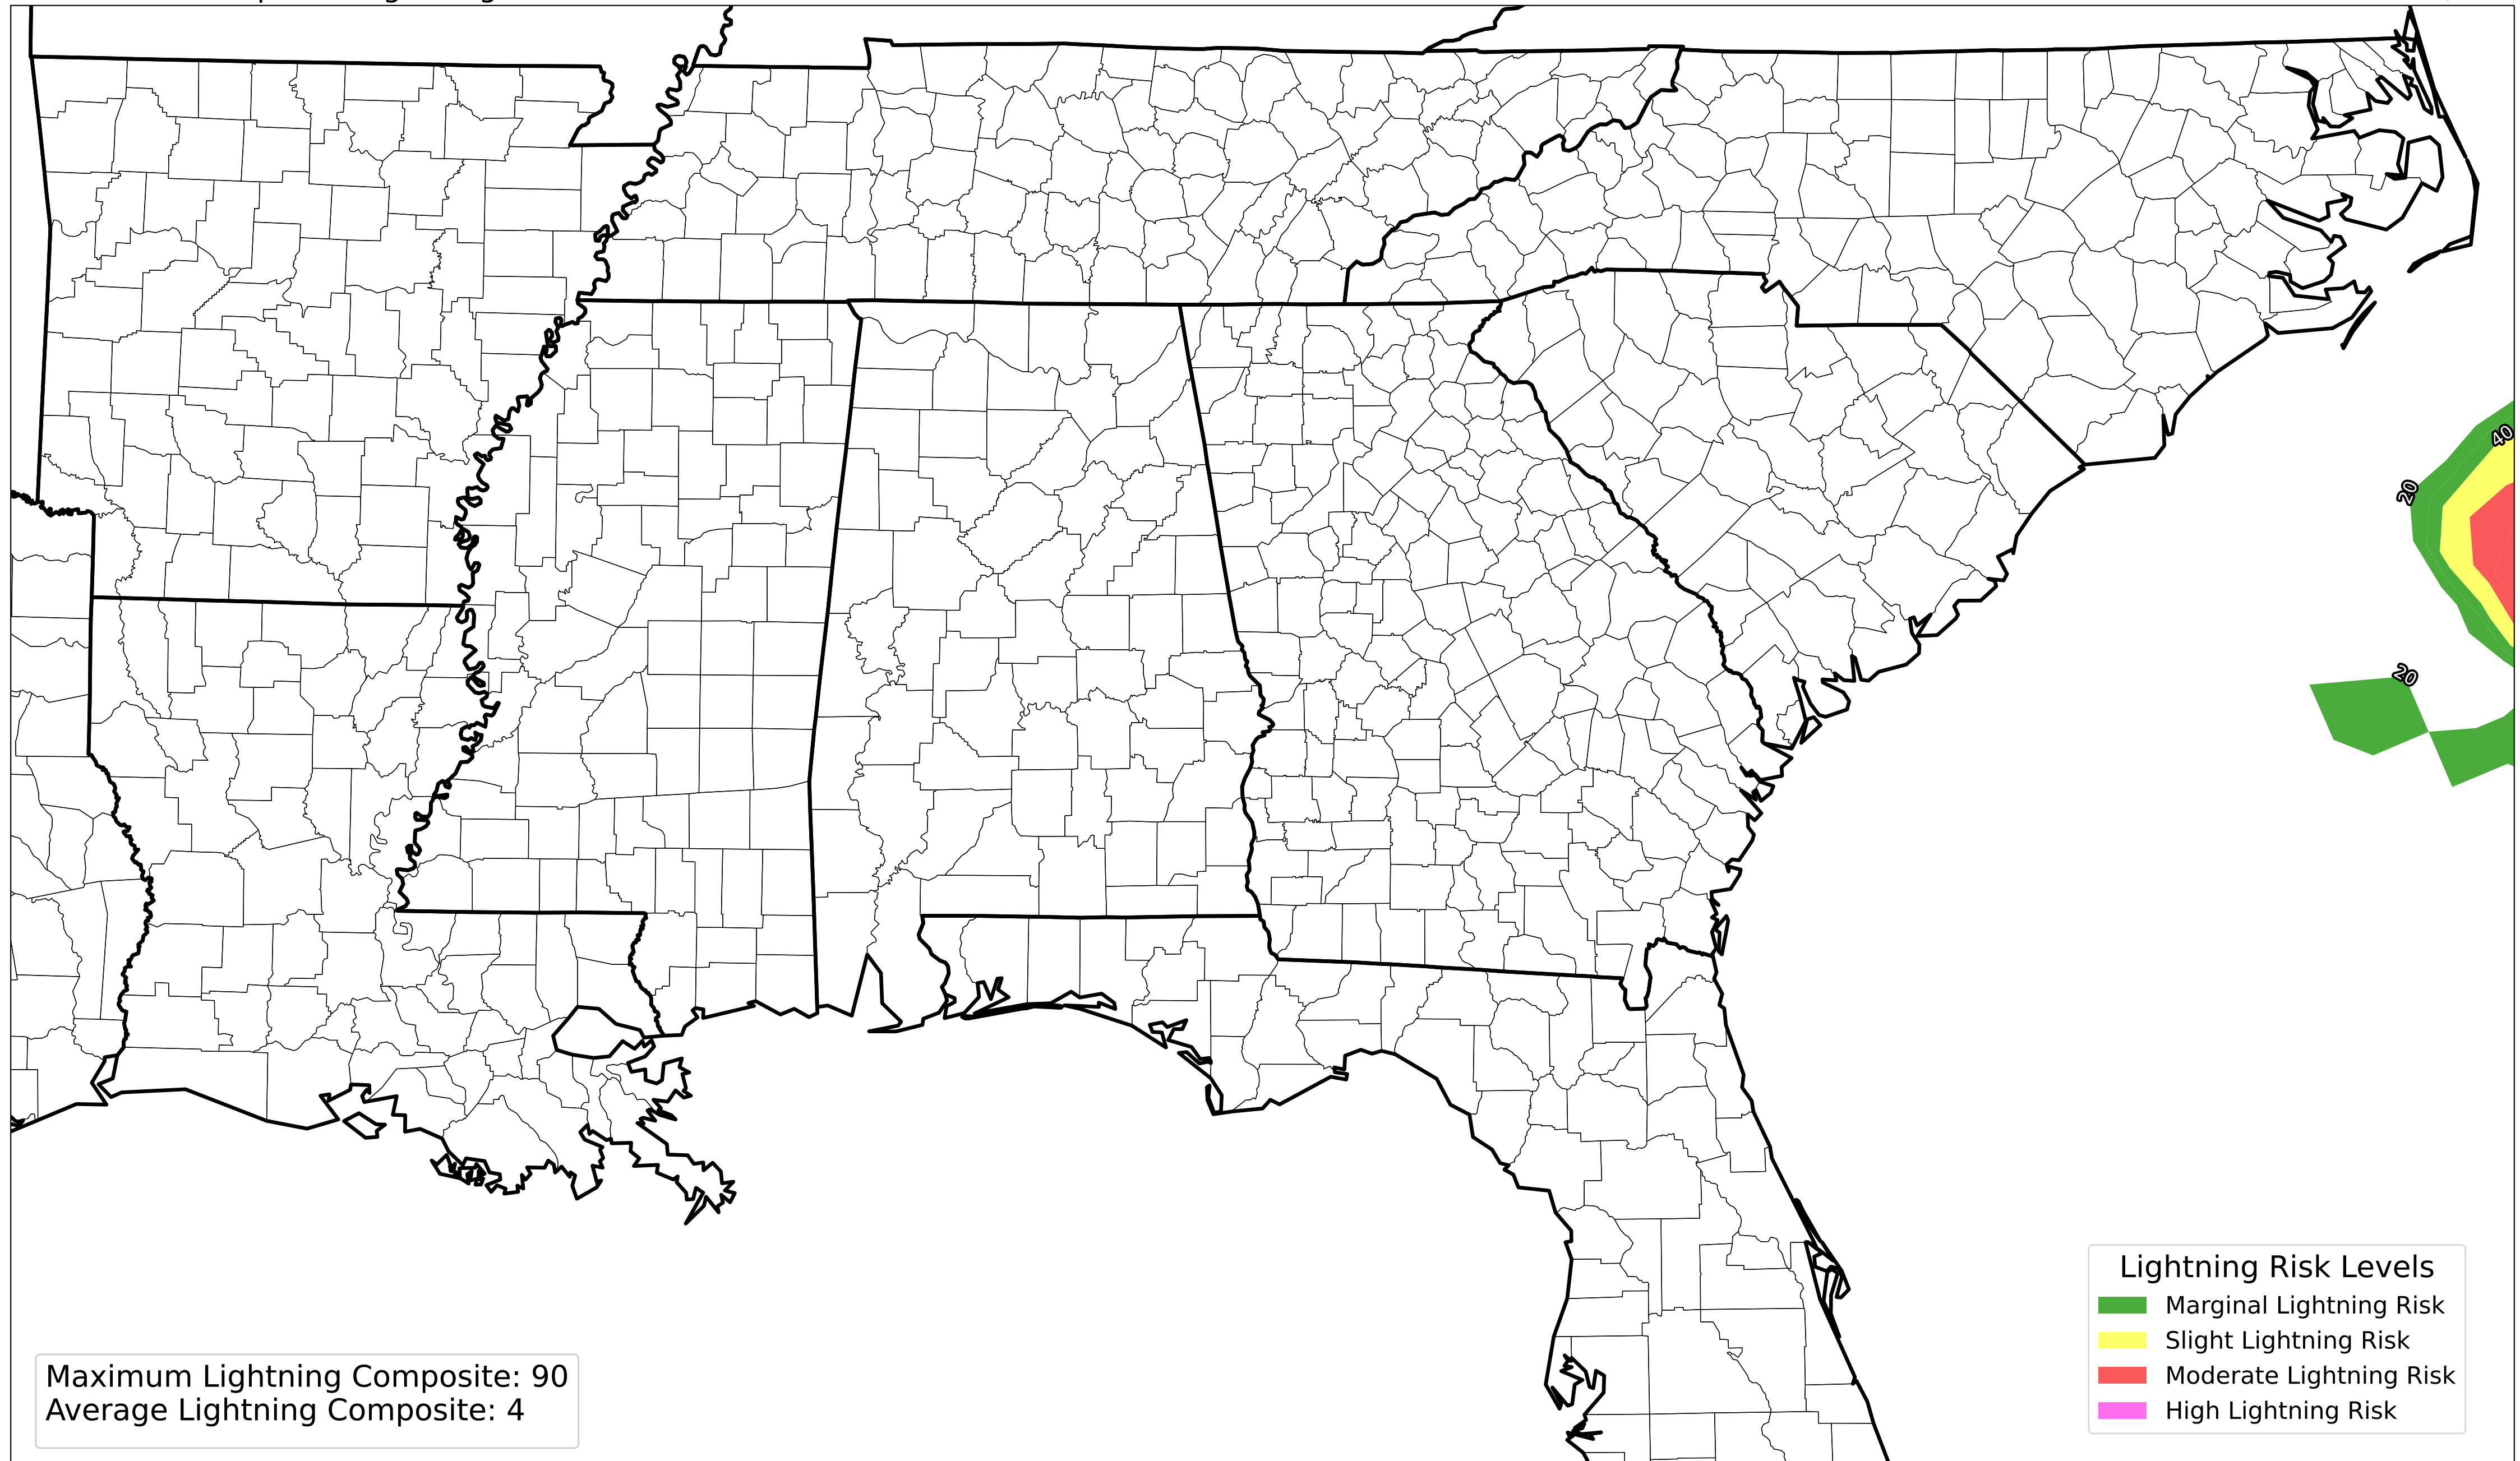 40
20
20
Lightning Risk Levels
Marginal Lightning Risk
Slight Lightning Risk
Moderate Lightning Risk
High Lightning Risk
Maximum Lightning Composite: 90
Average Lightning Composite: 4